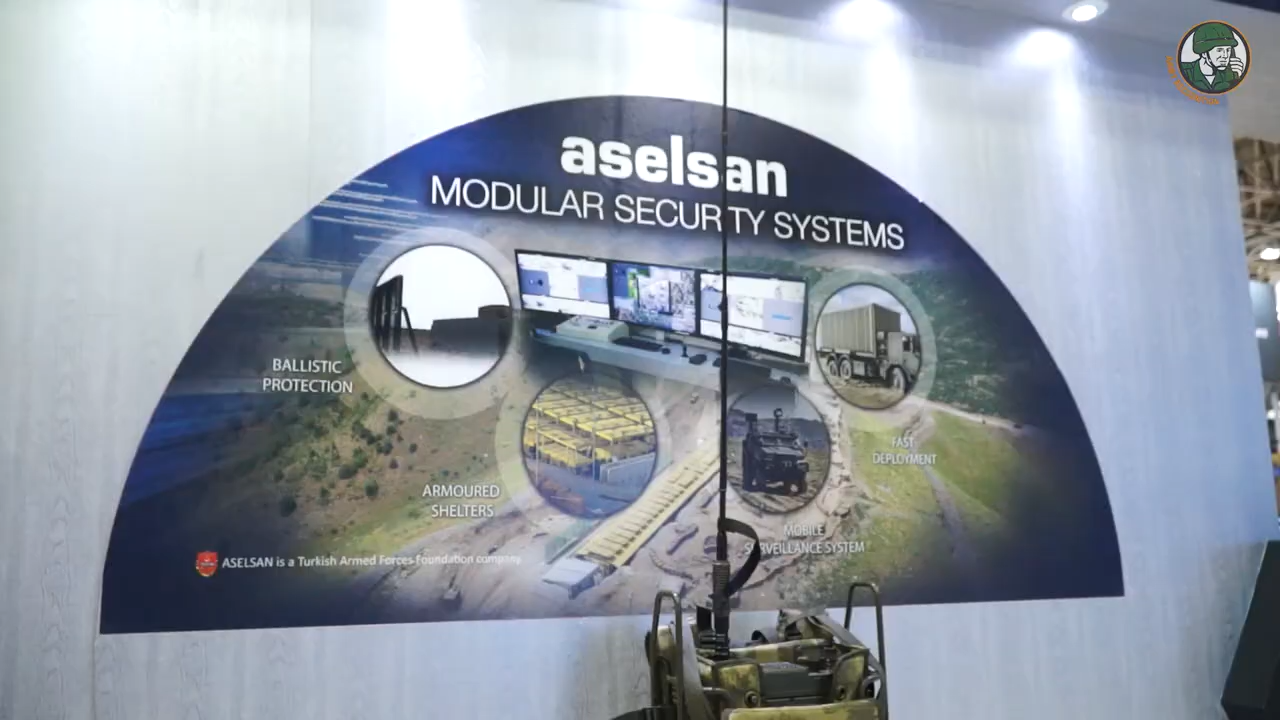 aselsan
MODULAR SECURITY SYSTEMS
BALLISTIC
PROTECTION
FAST
DEPLOYMENT
ARMOURED
SHELTERS
MOBILE
SURVEILLANCE SYSTEM
ASELSAN is a Turkish Armed Forces Foundation company.